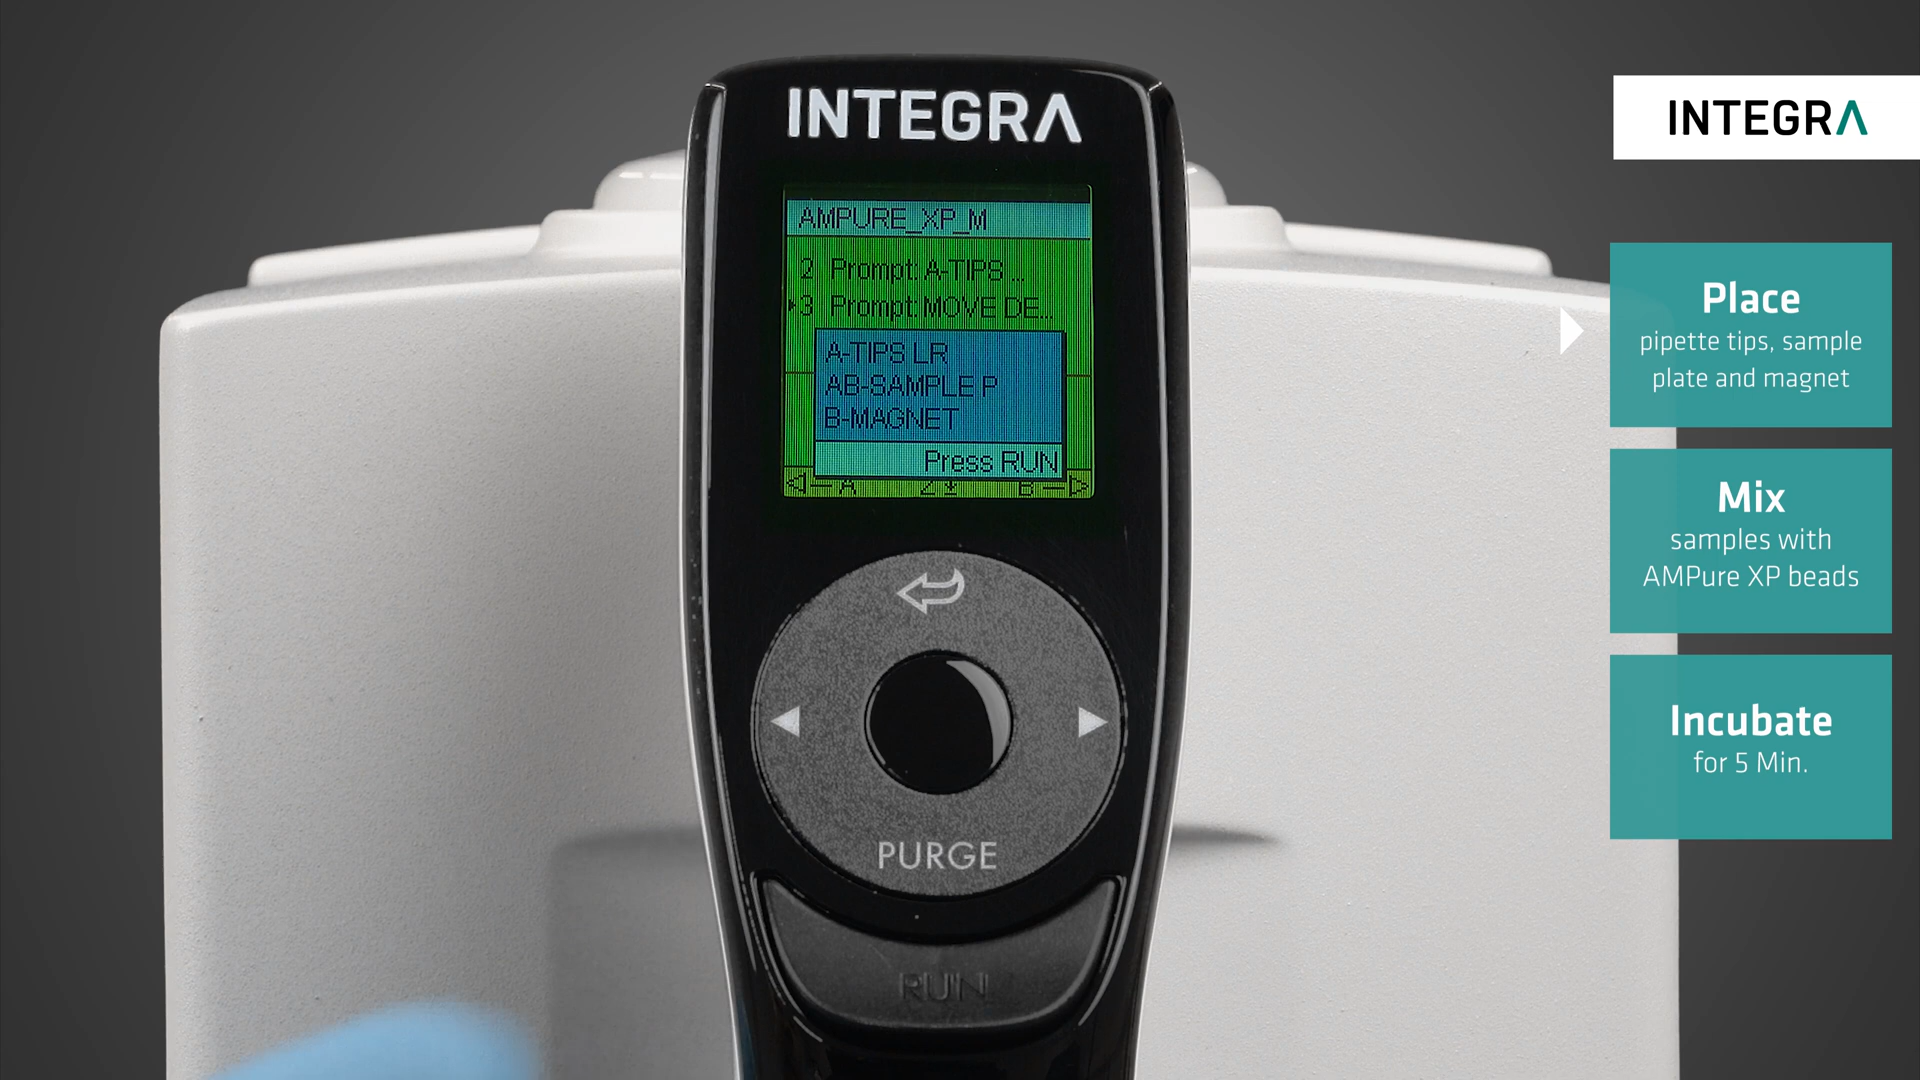 INTEGRA
AMPURE_XP_M
2 Prompt: A-TIPS ...
3 Prompt: MOVE DE...
A-TIPS LR
AB-SAMPLE P
B-MAGNET
Press RUN
PURGE
RUN
INTEGRA
Place
pipette tips, sample
plate and magnet
Mix
samples with
AMPure XP beads
Incubate
for 5 Min.